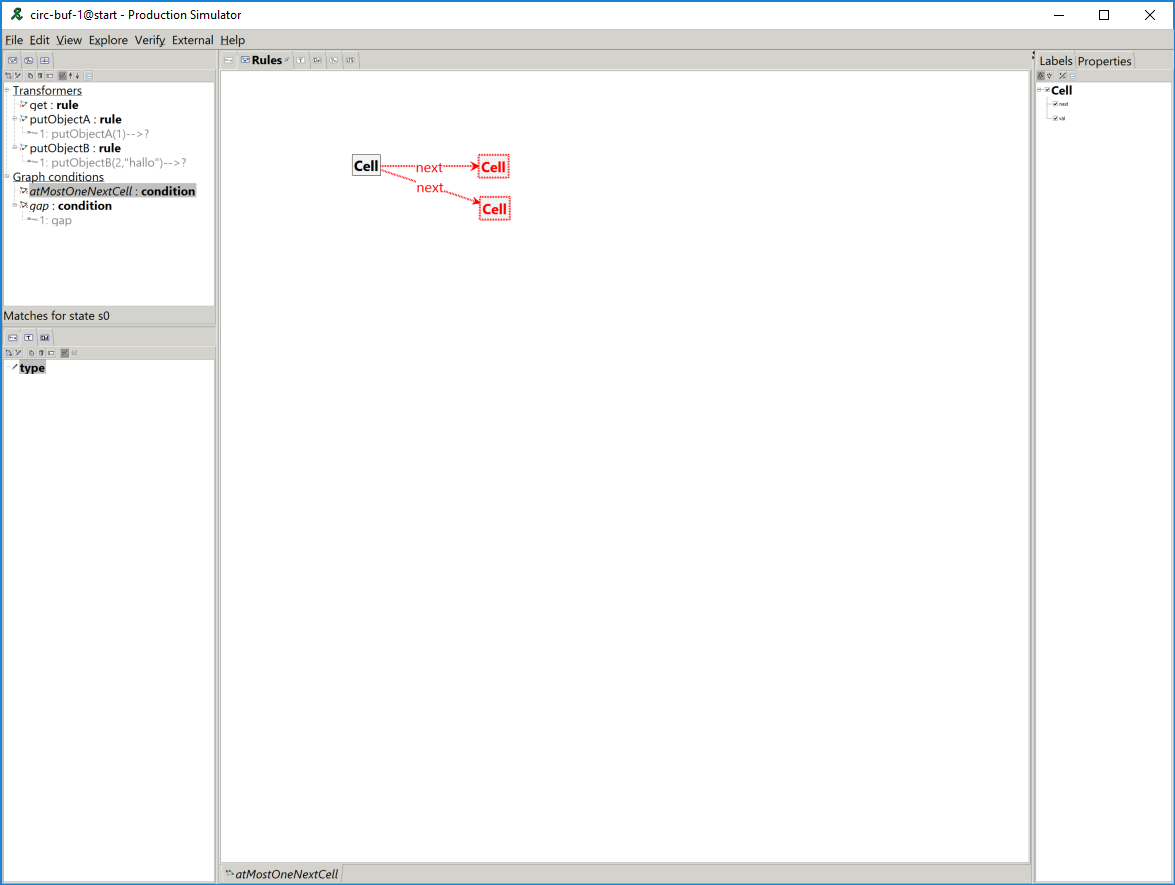 circ-buf-1@start - Production Simulator
File Edit View Explore Verify External Help
Rules
Labels Properties
Transformers
get : rule
putObjectA : rule
1: putObjectA(1)-->?
putObjectB : rule
1: putObjectB(2,"hallo")-->?
Graph conditions
atMostOneNextCell : condition
gap : condition
1: gap
Matches for state s0
type
Cell
next
Cell
next
Cell
atMostOneNextCell
Cell
next
val